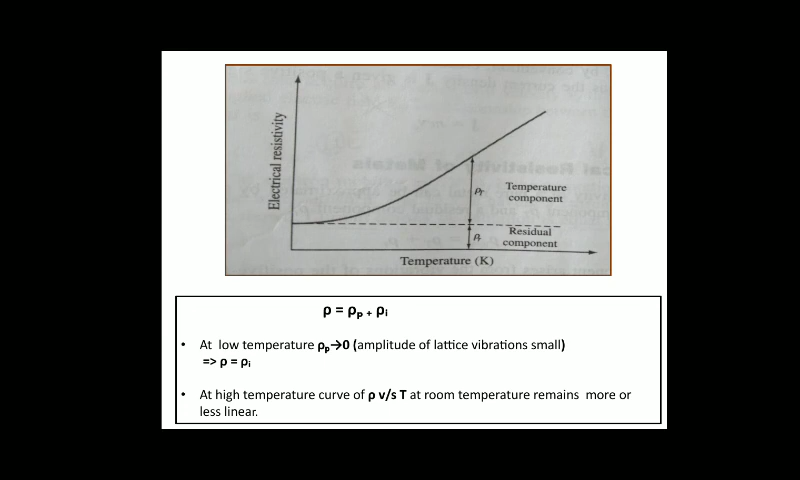 Electrical resistivity
ρT
Temperature
component
ρr
Residual
component
Temperature (K)
ρ = ρp + ρi
• At low temperature ρp→0 (amplitude of lattice vibrations small)
=> ρ = ρi
• At high temperature curve of ρ v/s T at room temperature remains more or
less linear.